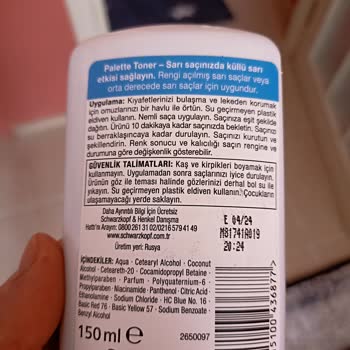 Palette Toner – Sarı saçınızda küllü sarı
etkisi sağlayın. Rengi açılmış sarı saçlar veya
orta derecede sarı saçlar için uygundur.
Uygulama: Kıyafetlerinizi bulaşma ve lekeden korumak
için omuzlarınızı bir havlu ile örtün. Su geçirmeyen plastik
eldiven kullanın. Nemli saça uygulayın. Saçınıza eşit şekilde
dağıtın. Ürünü 10 dakikaya kadar saçınızda bekletin. Saçınızı
su berraklaşıncaya kadar durulayın. Saçınızı kurutun ve
şekillendirin. Renk sonucu ve kalıcılığı saçın rengine ve
durumuna göre değişkenlik gösterebilir.
GÜVENLİK TALİMATLARI: Kaş ve kirpikleri boyamak için
kullanmayın. Uygulamadan sonra saçlarınızı iyice durulayın.
Ürünün göz ile teması halinde gözlerinizi derhal bol su ile
yıkayın. Su geçirmeyen plastik eldiven kullanın. Çocukların
ulaşamayacağı yerde saklayın.
Daha Ayrıntılı Bilgi İçin Ücretsiz
Schwarzkopf & Henkel Danışma
Hattı'nı Arayın: 08002616332/02165794149
www.schwarzkopf.com.tr
Üretim yeri: Rusya
E 09/24
MB1741A019
20:24
İÇİNDEKİLER: Aqua · Cetearyl Alcohol · Coconut
Alcohol · Ceteareth-20 · Cocamidopropyl Betaine ·
Methylparaben · Parfum · Polyquaternium-6 ·
Propylparaben · Niacinamide · Panthenol · Citric Acid ·
Ethanolamine · Sodium Chloride · HC Blue No. 16 ·
Basic Red 76 · Basic Yellow 57 · Sodium Benzoate ·
Benzyl Alcohol
150 ml e
2650097
15100 436877